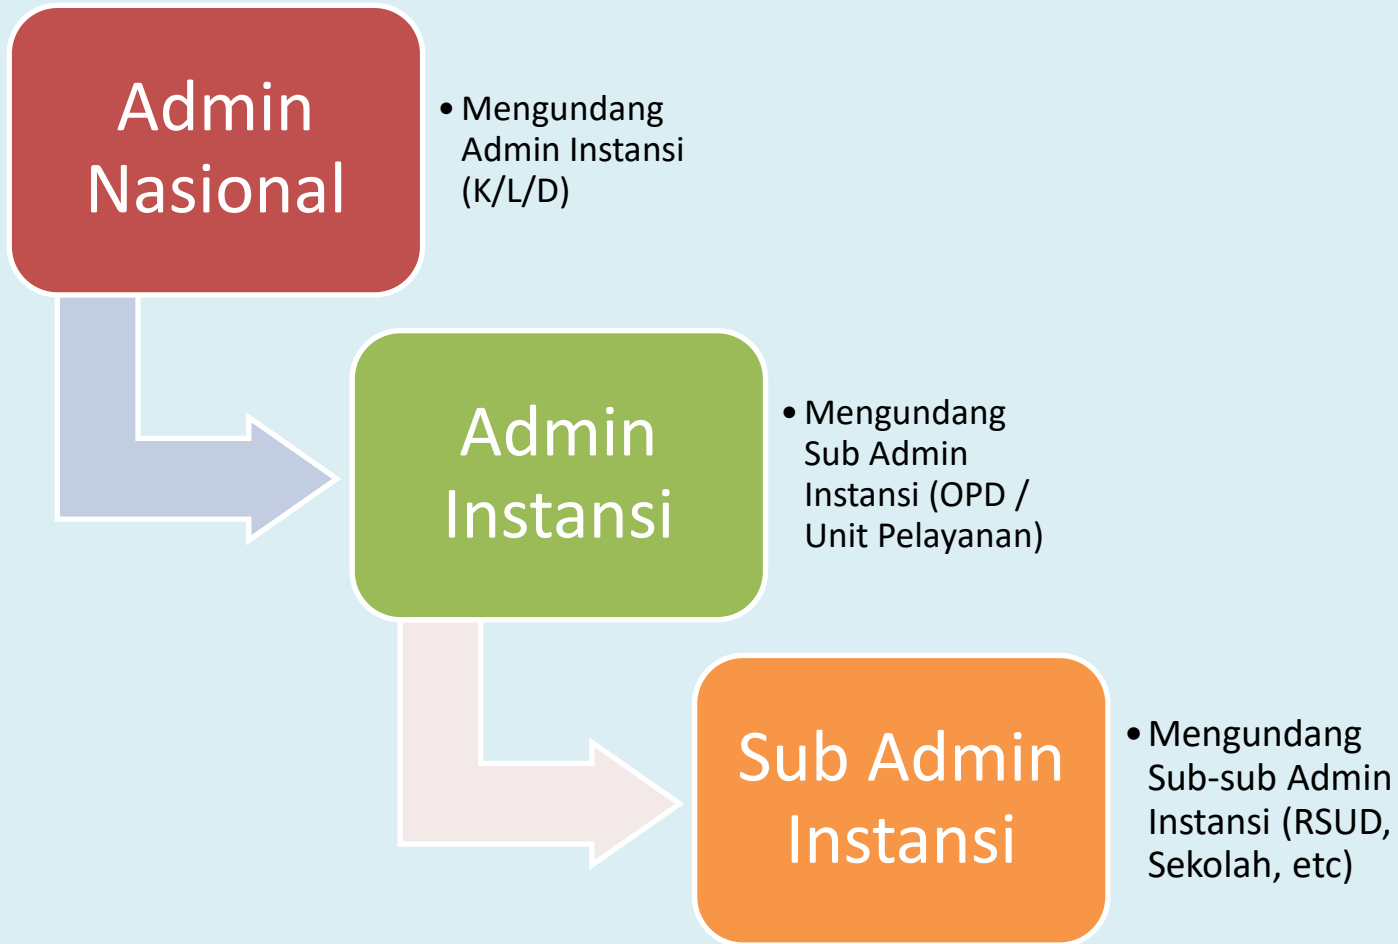 Admin
Nasional
• Mengundang
Admin Instansi
(K/L/D)
Admin
Instansi
• Mengundang
Sub Admin
Instansi (OPD /
Unit Pelayanan)
Sub Admin
Instansi
• Mengundang
Sub-sub Admin
Instansi (RSUD,
Sekolah, etc)